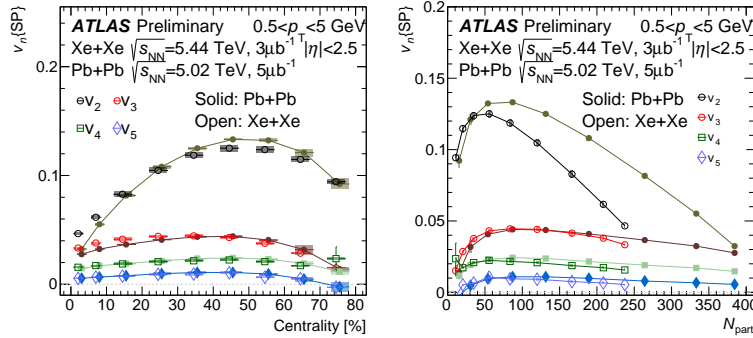 v_n{SP}
ATLAS Preliminary 0.5<p_T<5 GeV
Xe+Xe √s_NN=5.44 TeV, 3μb⁻¹ |η|<2.5
Pb+Pb √s_NN=5.02 TeV, 5μb⁻¹
v₂ v₃
v₄ v₅
Solid: Pb+Pb
Open: Xe+Xe
0.2
0.1
0
0 10 20 30 40 50 60 70 80
Centrality [%]
v_n{SP}
ATLAS Preliminary 0.5<p_T<5 GeV
Xe+Xe √s_NN=5.44 TeV, 3μb⁻¹ |η|<2.5
Pb+Pb √s_NN=5.02 TeV, 5μb⁻¹
Solid: Pb+Pb
Open: Xe+Xe
v₂
v₃
v₄
v₅
0.2
0.15
0.1
0.05
0
0 50 100 150 200 250 300 350 400
N_part